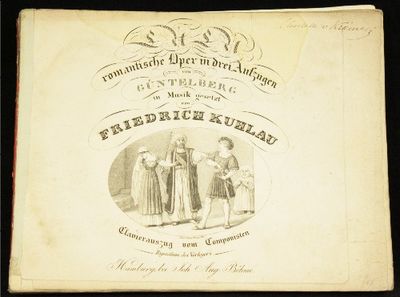 LULU
romantische Oper in drei Aufzügen
von
GÜNTELBERG
in Musik gesetzt
von
FRIEDRICH KUHLAU
Clavierauszug vom Componisten
Eigenthum des Verlegers
Hamburg, bei Joh. Aug. Böhme